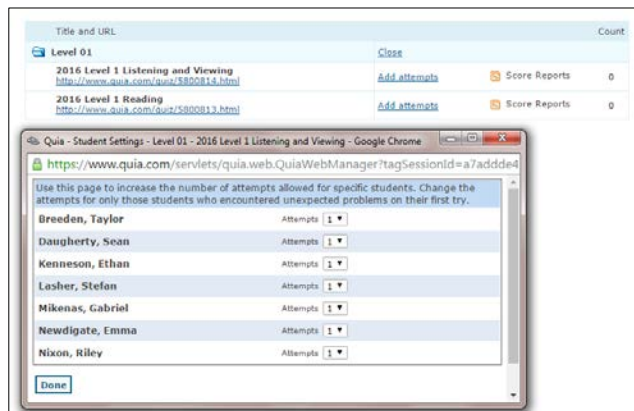 Title and URL Count
Level 01 Close
2016 Level 1 Listening and Viewing
http://www.quia.com/quiz/5800814.html Add attempts Score Reports 0
2016 Level 1 Reading
http://www.quia.com/quiz/5800813.html Add attempts Score Reports 0
Quia - Student Settings - Level 01 - 2016 Level 1 Listening and Viewing - Google Chrome
https://www.quia.com/servlets/quia.web.QuiaWebManager?tagSessionId=a7addde4
Use this page to increase the number of attempts allowed for specific students. Change the
attempts for only those students who encountered unexpected problems on their first try.
Breeden, Taylor Attempts 1
Daugherty, Sean Attempts 1
Kenneson, Ethan Attempts 1
Lasher, Stefan Attempts 1
Mikenas, Gabriel Attempts 1
Newdigate, Emma Attempts 1
Nixon, Riley Attempts 1
Done